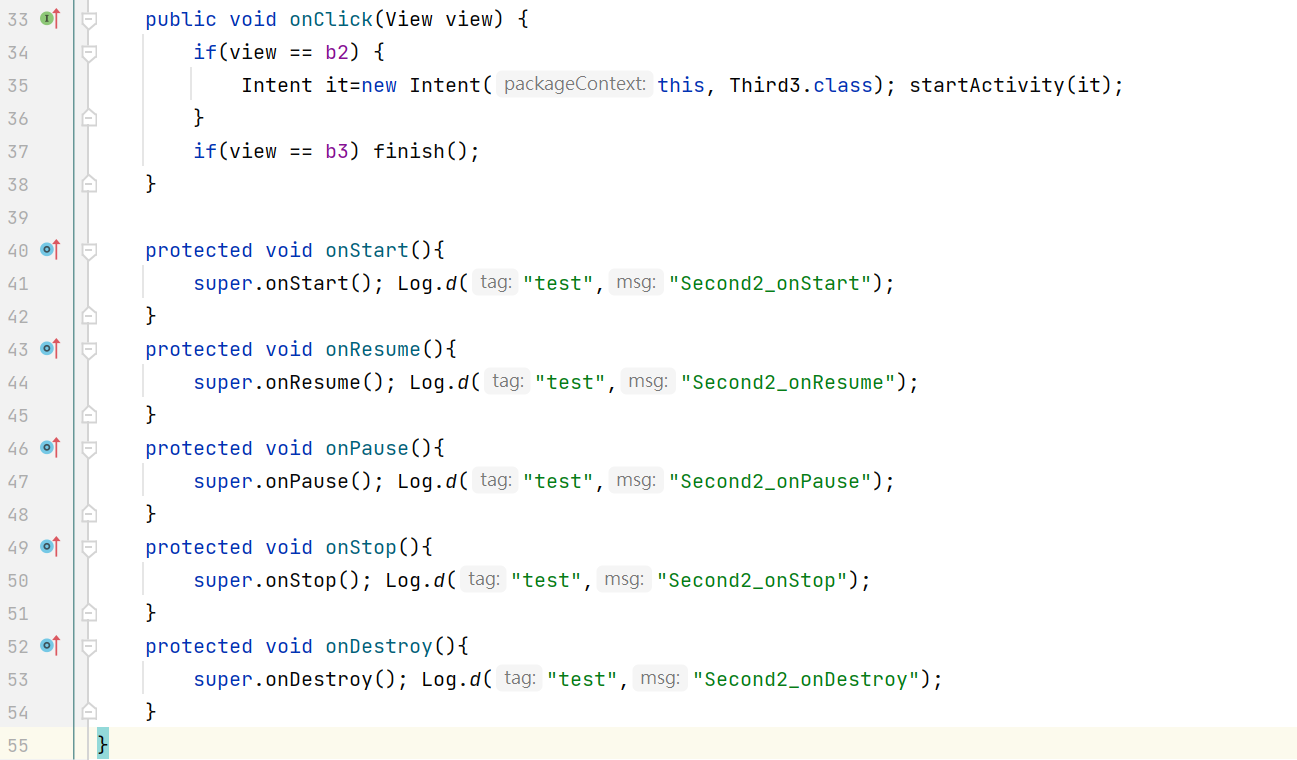 33 public void onClick(View view) {
34 if(view == b2) {
35 Intent it=new Intent( packageContext: this, Third3.class); startActivity(it);
36 }
37 if(view == b3) finish();
38 }
39
40 protected void onStart(){
41 super.onStart(); Log.d( tag: "test", msg: "Second2_onStart");
42 }
43 protected void onResume(){
44 super.onResume(); Log.d( tag: "test", msg: "Second2_onResume");
45 }
46 protected void onPause(){
47 super.onPause(); Log.d( tag: "test", msg: "Second2_onPause");
48 }
49 protected void onStop(){
50 super.onStop(); Log.d( tag: "test", msg: "Second2_onStop");
51 }
52 protected void onDestroy(){
53 super.onDestroy(); Log.d( tag: "test", msg: "Second2_onDestroy");
54 }
55 }